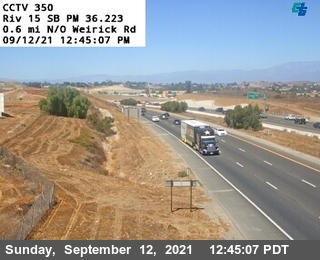 CCTV 350
Riv 15 SB PM 36.223
0.6 mi N/O Weirick Rd
09/12/21 12:45:07 PM
Sunday, September 12, 2021 12:45:07 PDT